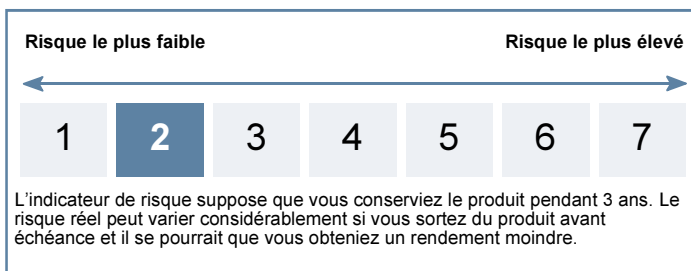 Risque le plus faible Risque le plus élevé
1 2 3 4 5 6 7
L'indicateur de risque suppose que vous conserviez le produit pendant 3 ans. Le
risque réel peut varier considérablement si vous sortez du produit avant
échéance et il se pourrait que vous obteniez un rendement moindre.